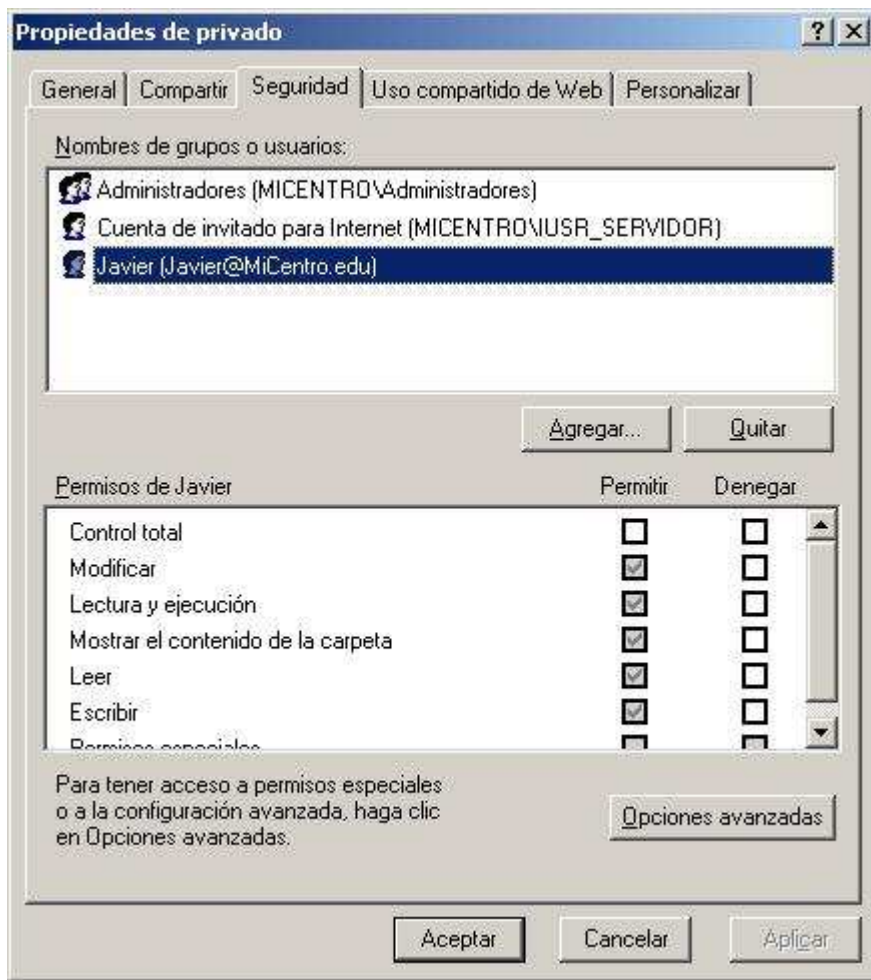 Propiedades de privado
General Compartir Seguridad Uso compartido de Web Personalizar
Nombres de grupos o usuarios:
Administradores (MICENTRO\Administradores)
Cuenta de invitado para Internet (MICENTRO\IUSR_SERVIDOR)
Javier (Javier@MiCentro.edu)
Agregar... Quitar
Permisos de Javier Permitir Denegar
Control total
Modificar
Lectura y ejecución
Mostrar el contenido de la carpeta
Leer
Escribir
Permisos especiales
Para tener acceso a permisos especiales
o a la configuración avanzada, haga clic
en Opciones avanzadas.
Opciones avanzadas
Aceptar Cancelar Aplicar